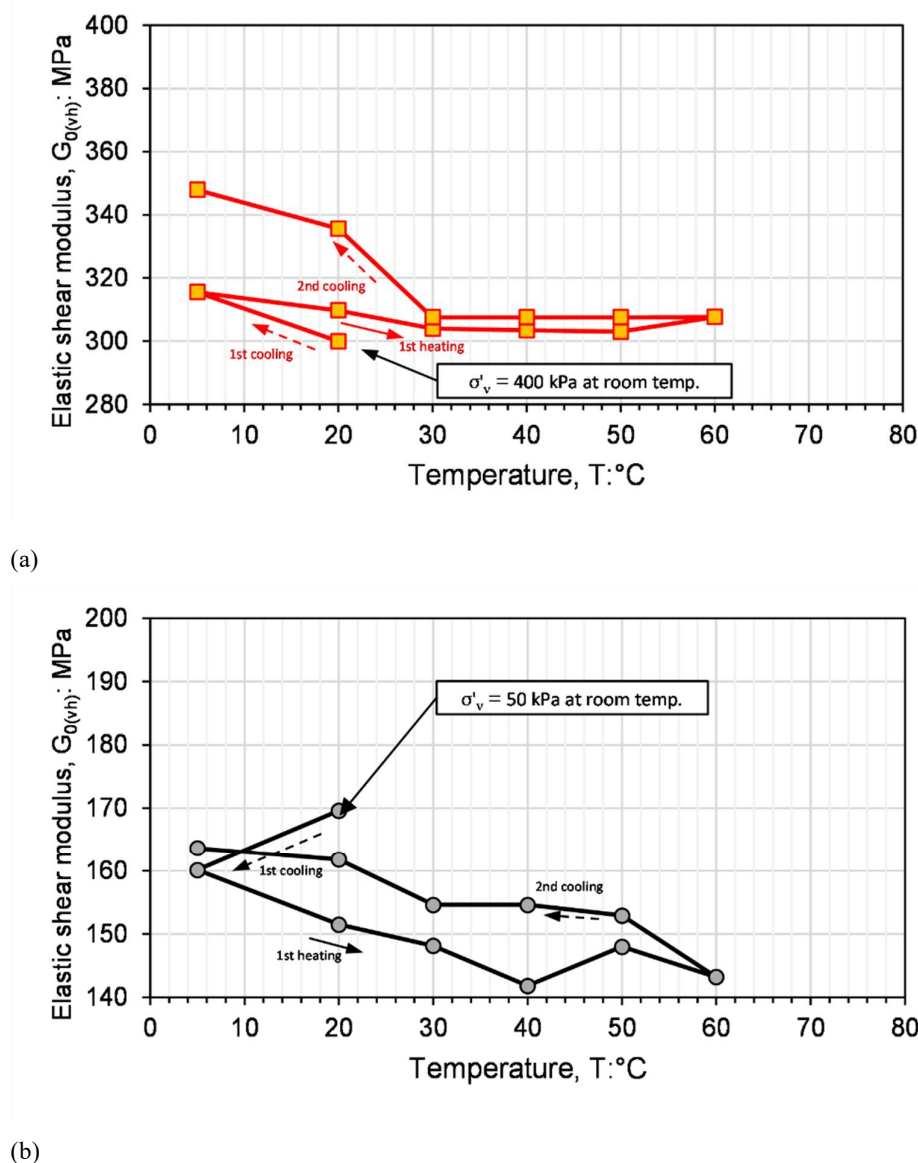 400
380
360
340
320
300
280
Elastic shear modulus, G0(vh): MPa
2nd cooling
1st cooling
1st heating
σ'v = 400 kPa at room temp.
0 10 20 30 40 50 60 70 80
Temperature, T:°C
(a)
200
190
180
170
160
150
140
Elastic shear modulus, G0(vh): MPa
σ'v = 50 kPa at room temp.
1st cooling
2nd cooling
1st heating
0 10 20 30 40 50 60 70 80
Temperature, T:°C
(b)